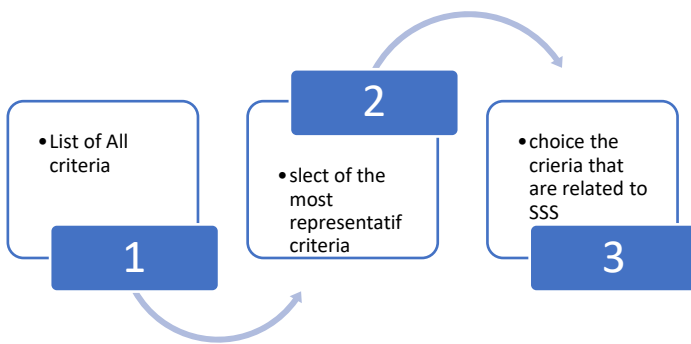 •List of All
criteria
1
2
•slect of the
most
representatif
criteria
•choice the
crieria that
are related to
SSS
3